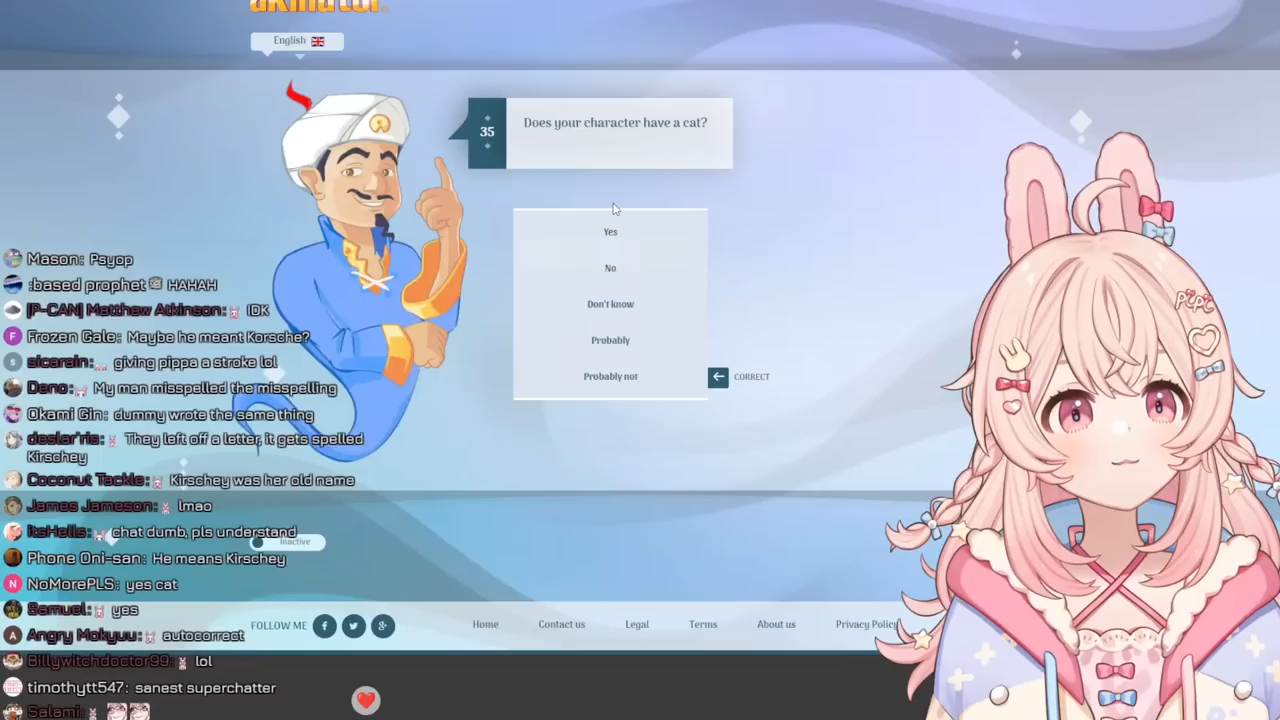 akinator
English
35
Does your character have a cat?
Yes
No
Don't know
Probably
Probably not
CORRECT
Mason: Psyop
:based prophet HAHAH
[P-CAN] Matthew Atkinson: IDK
Frozen Gale: Maybe he meant Korsche?
sicarain: giving pippa a stroke lol
Deno: My man misspelled the misspelling
Okami Gin: dummy wrote the same thing
deslar'ris: They left off a letter, it gets spelled
Kirschey
Coconut Tackle: Kirschey was her old name
James Jameson: lmao
ItsHells: chat dumb, pls understand
Inactive
Phone Oni-san: He means Kirschey
NoMorePLS: yes cat
Samuel: yes
Angry Mokyuu: autocorrect
Billywitchdoctor99: lol
timothytt547: sanest superchatter
Salami:
FOLLOW ME
Home
Contact us
Legal
Terms
About us
Privacy Policy
PiPi